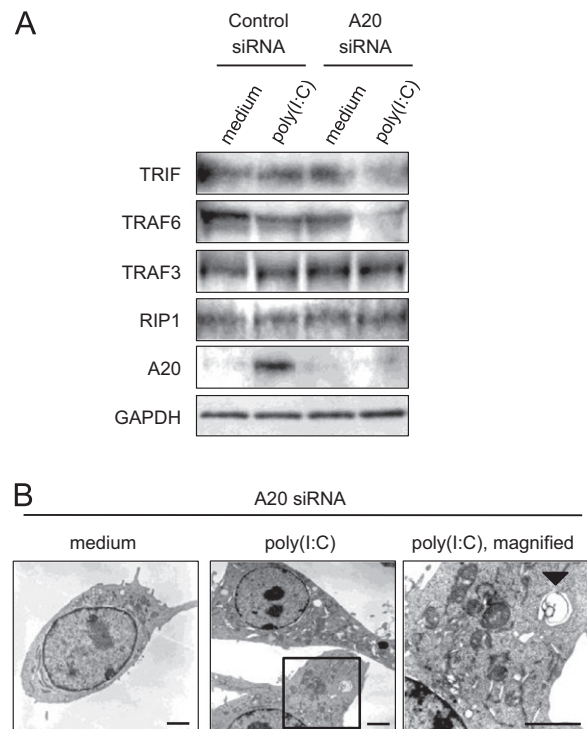 A
Control
siRNA
A20
siRNA
medium
poly(I:C)
medium
poly(I:C)
TRIF
TRAF6
TRAF3
RIP1
A20
GAPDH
B
A20 siRNA
medium
poly(I:C)
poly(I:C), magnified